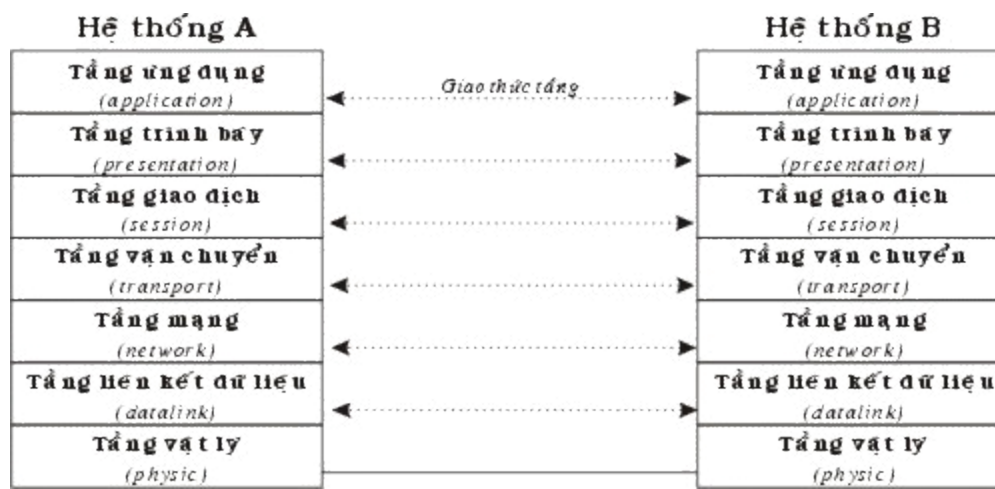 Hệ thống A
Hệ thống B
Tầng ứng dụng
(application)
Giao thức tầng
Tầng ứng dụng
(application)
Tầng trình bày
(presentation)
Tầng trình bày
(presentation)
Tầng giao dịch
(session)
Tầng giao dịch
(session)
Tầng vận chuyển
(transport)
Tầng vận chuyển
(transport)
Tầng mạng
(network)
Tầng mạng
(network)
Tầng liên kết dữ liệu
(datalink)
Tầng liên kết dữ liệu
(datalink)
Tầng vật lý
(physic)
Tầng vật lý
(physic)